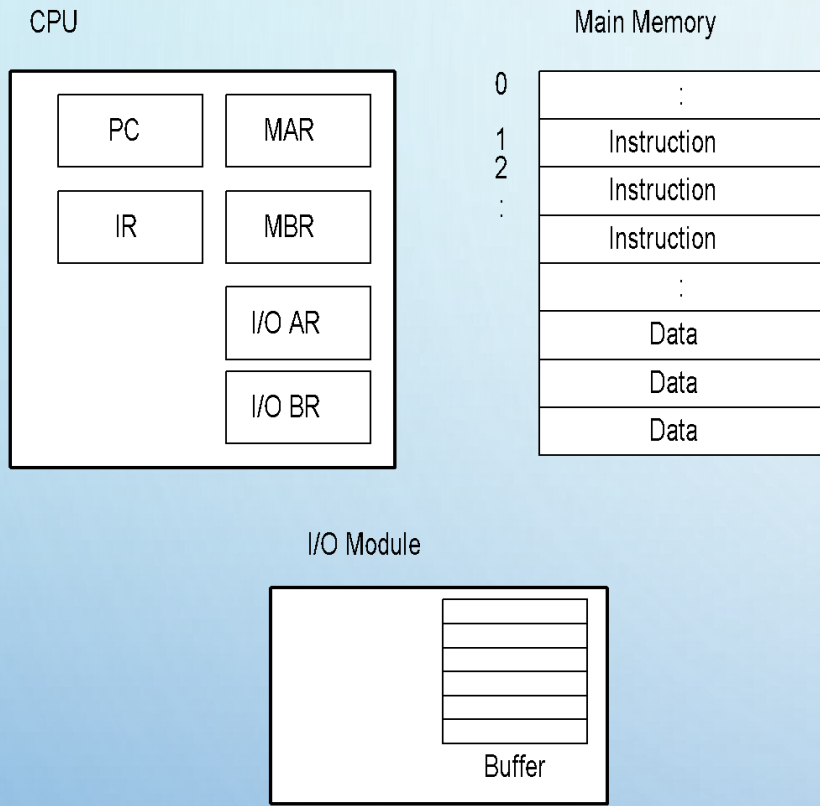 CPU
PC
MAR
IR
MBR
I/O AR
I/O BR
Main Memory
0
:
1
Instruction
2
Instruction
:
Instruction
:
Data
Data
Data
I/O Module
Buffer